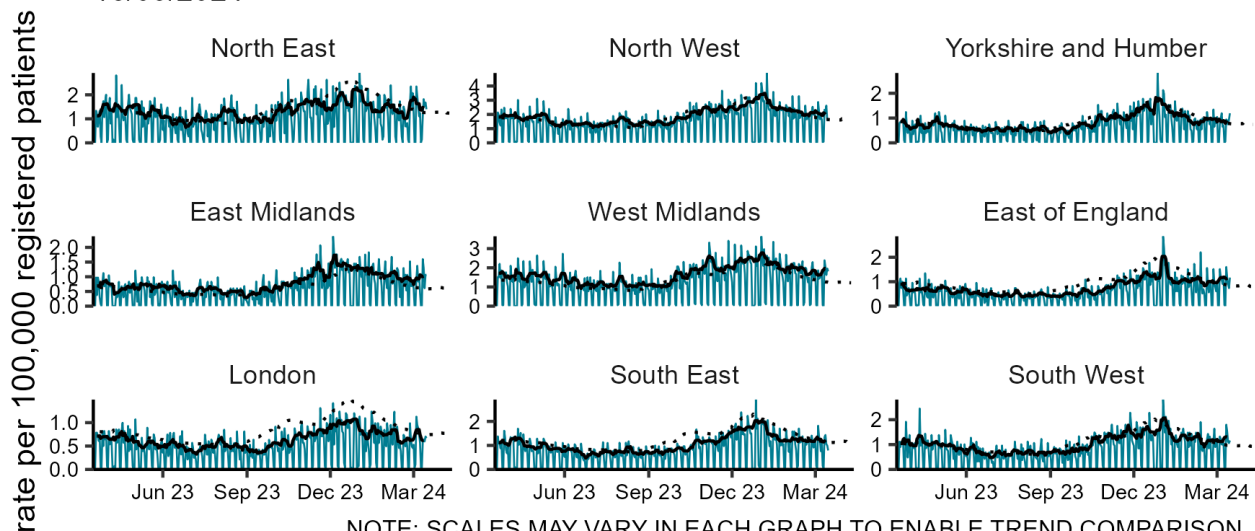 rate per 100,000 registered patients
North East
North West
Yorkshire and Humber
2
1
0
4
3
2
1
0
2
1
0
East Midlands
West Midlands
East of England
2.0
1.5
1.0
0.5
0.0
3
2
1
0
2
1
0
London
South East
South West
1.0
0.5
0.0
2
1
0
2
1
0
Jun 23 Sep 23 Dec 23 Mar 24
Jun 23 Sep 23 Dec 23 Mar 24
Jun 23 Sep 23 Dec 23 Mar 24
NOTE: SCALES MAY VARY IN EACH GRAPH TO ENABLE TREND COMPARISON